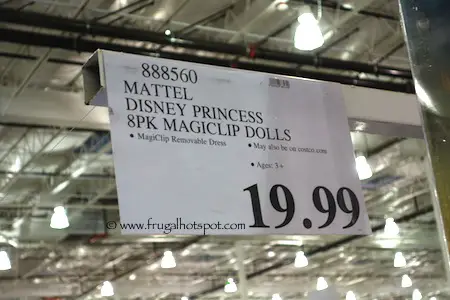 888560
MATTEL
DISNEY PRINCESS
8PK MAGICLIP DOLLS
• MagiClip Removable Dress
• May also be on costco.com
• Ages: 3+
19.99
© www.frugalhotspot.com